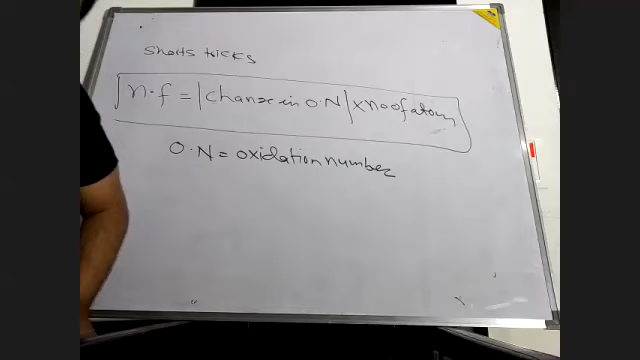 Shorts tricks
n.f = |Change in O.N| x no of atom
O.N = oxidation number